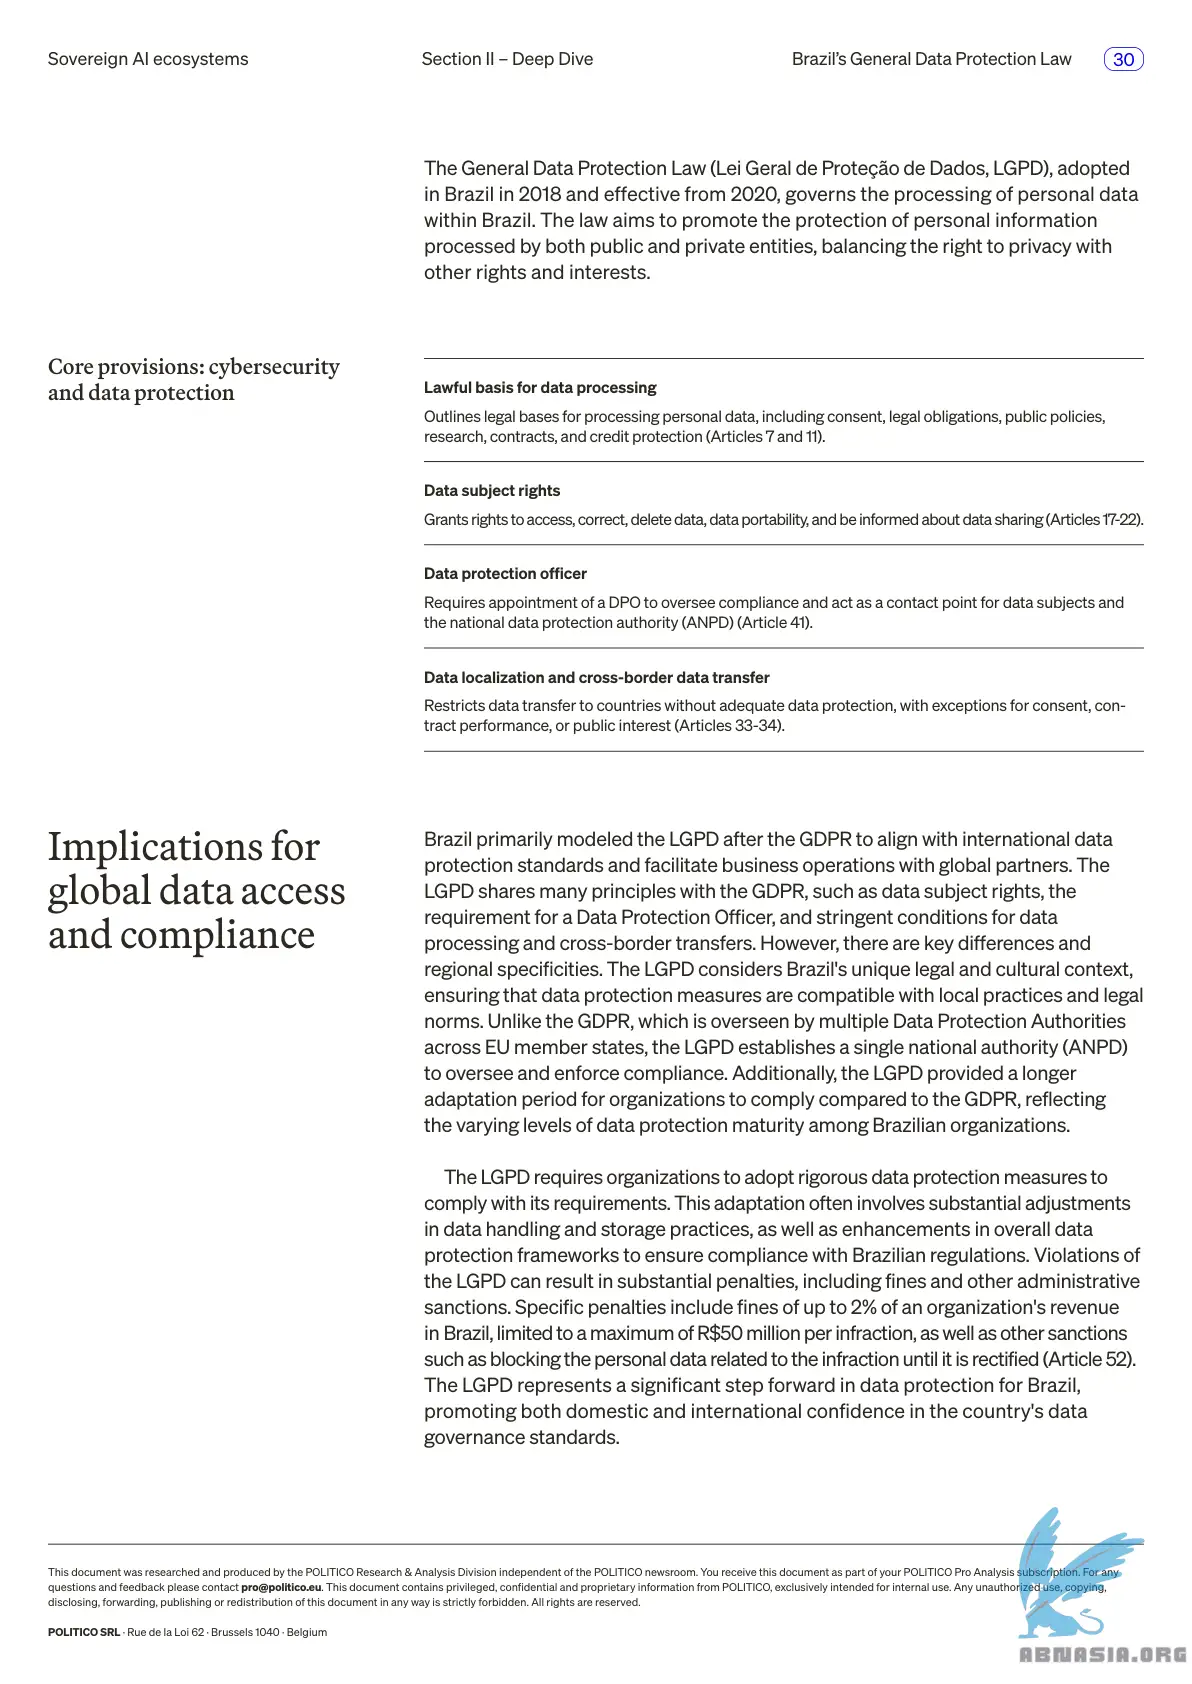 Sovereign AI ecosystems
Section II – Deep Dive
Brazil’s General Data Protection Law
30
The General Data Protection Law (Lei Geral de Proteção de Dados, LGPD), adopted
in Brazil in 2018 and effective from 2020, governs the processing of personal data
within Brazil. The law aims to promote the protection of personal information
processed by both public and private entities, balancing the right to privacy with
other rights and interests.
Core provisions: cybersecurity
and data protection
Lawful basis for data processing
Outlines legal bases for processing personal data, including consent, legal obligations, public policies,
research, contracts, and credit protection (Articles 7 and 11).
Data subject rights
Grants rights to access, correct, delete data, data portability, and be informed about data sharing (Articles 17-22).
Data protection officer
Requires appointment of a DPO to oversee compliance and act as a contact point for data subjects and
the national data protection authority (ANPD) (Article 41).
Data localization and cross-border data transfer
Restricts data transfer to countries without adequate data protection, with exceptions for consent, con-
tract performance, or public interest (Articles 33-34).
Implications for
global data access
and compliance
Brazil primarily modeled the LGPD after the GDPR to align with international data
protection standards and facilitate business operations with global partners. The
LGPD shares many principles with the GDPR, such as data subject rights, the
requirement for a Data Protection Officer, and stringent conditions for data
processing and cross-border transfers. However, there are key differences and
regional specificities. The LGPD considers Brazil's unique legal and cultural context,
ensuring that data protection measures are compatible with local practices and legal
norms. Unlike the GDPR, which is overseen by multiple Data Protection Authorities
across EU member states, the LGPD establishes a single national authority (ANPD)
to oversee and enforce compliance. Additionally, the LGPD provided a longer
adaptation period for organizations to comply compared to the GDPR, reflecting
the varying levels of data protection maturity among Brazilian organizations.
The LGPD requires organizations to adopt rigorous data protection measures to
comply with its requirements. This adaptation often involves substantial adjustments
in data handling and storage practices, as well as enhancements in overall data
protection frameworks to ensure compliance with Brazilian regulations. Violations of
the LGPD can result in substantial penalties, including fines and other administrative
sanctions. Specific penalties include fines of up to 2% of an organization's revenue
in Brazil, limited to a maximum of R$50 million per infraction, as well as other sanctions
such as blocking the personal data related to the infraction until it is rectified (Article 52).
The LGPD represents a significant step forward in data protection for Brazil,
promoting both domestic and international confidence in the country's data
governance standards.
This document was researched and produced by the POLITICO Research & Analysis Division independent of the POLITICO newsroom. You receive this document as part of your POLITICO Pro Analysis subscription. For any
questions and feedback please contact pro@politico.eu. This document contains privileged, confidential and proprietary information from POLITICO, exclusively intended for internal use. Any unauthorized use, copying,
disclosing, forwarding, publishing or redistribution of this document in any way is strictly forbidden. All rights are reserved.
POLITICO SRL · Rue de la Loi 62 · Brussels 1040 · Belgium
ABNASIA.ORG